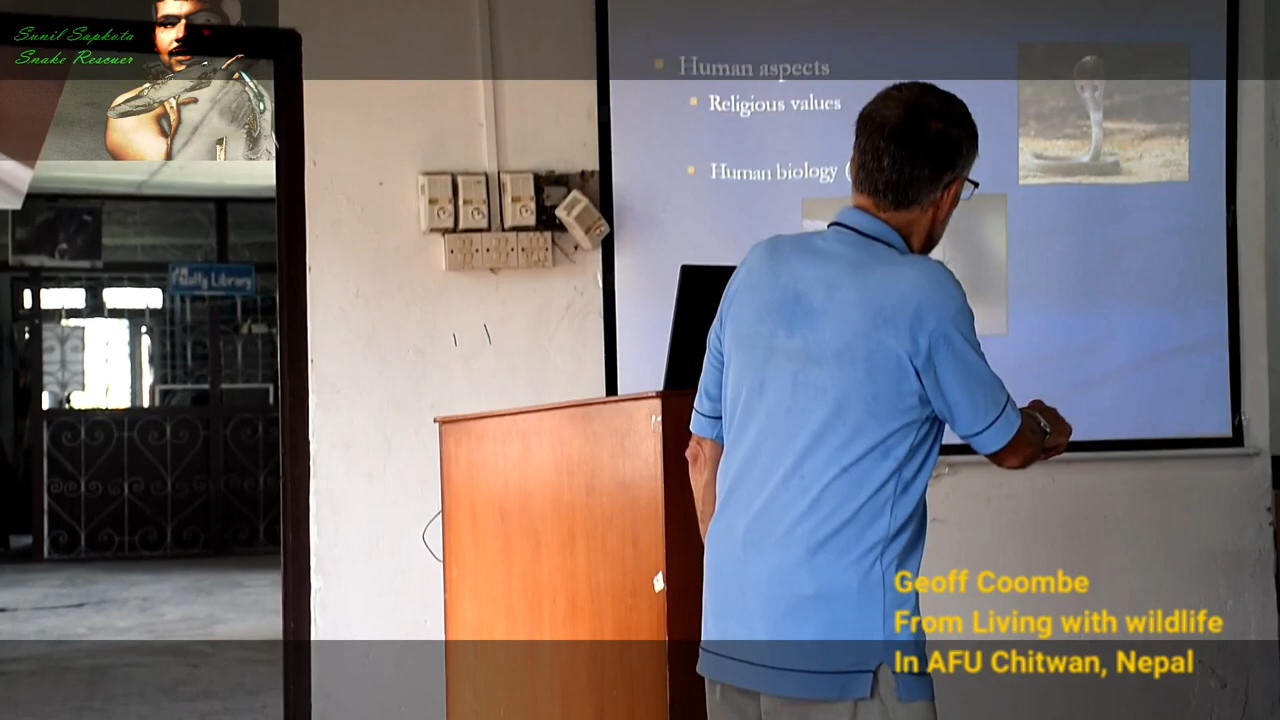 Sunil Sapkota
Snake Rescuer
Human aspects
Religious values
Human biology (
Library
Geoff Coombe
From Living with wildlife
In AFU Chitwan, Nepal